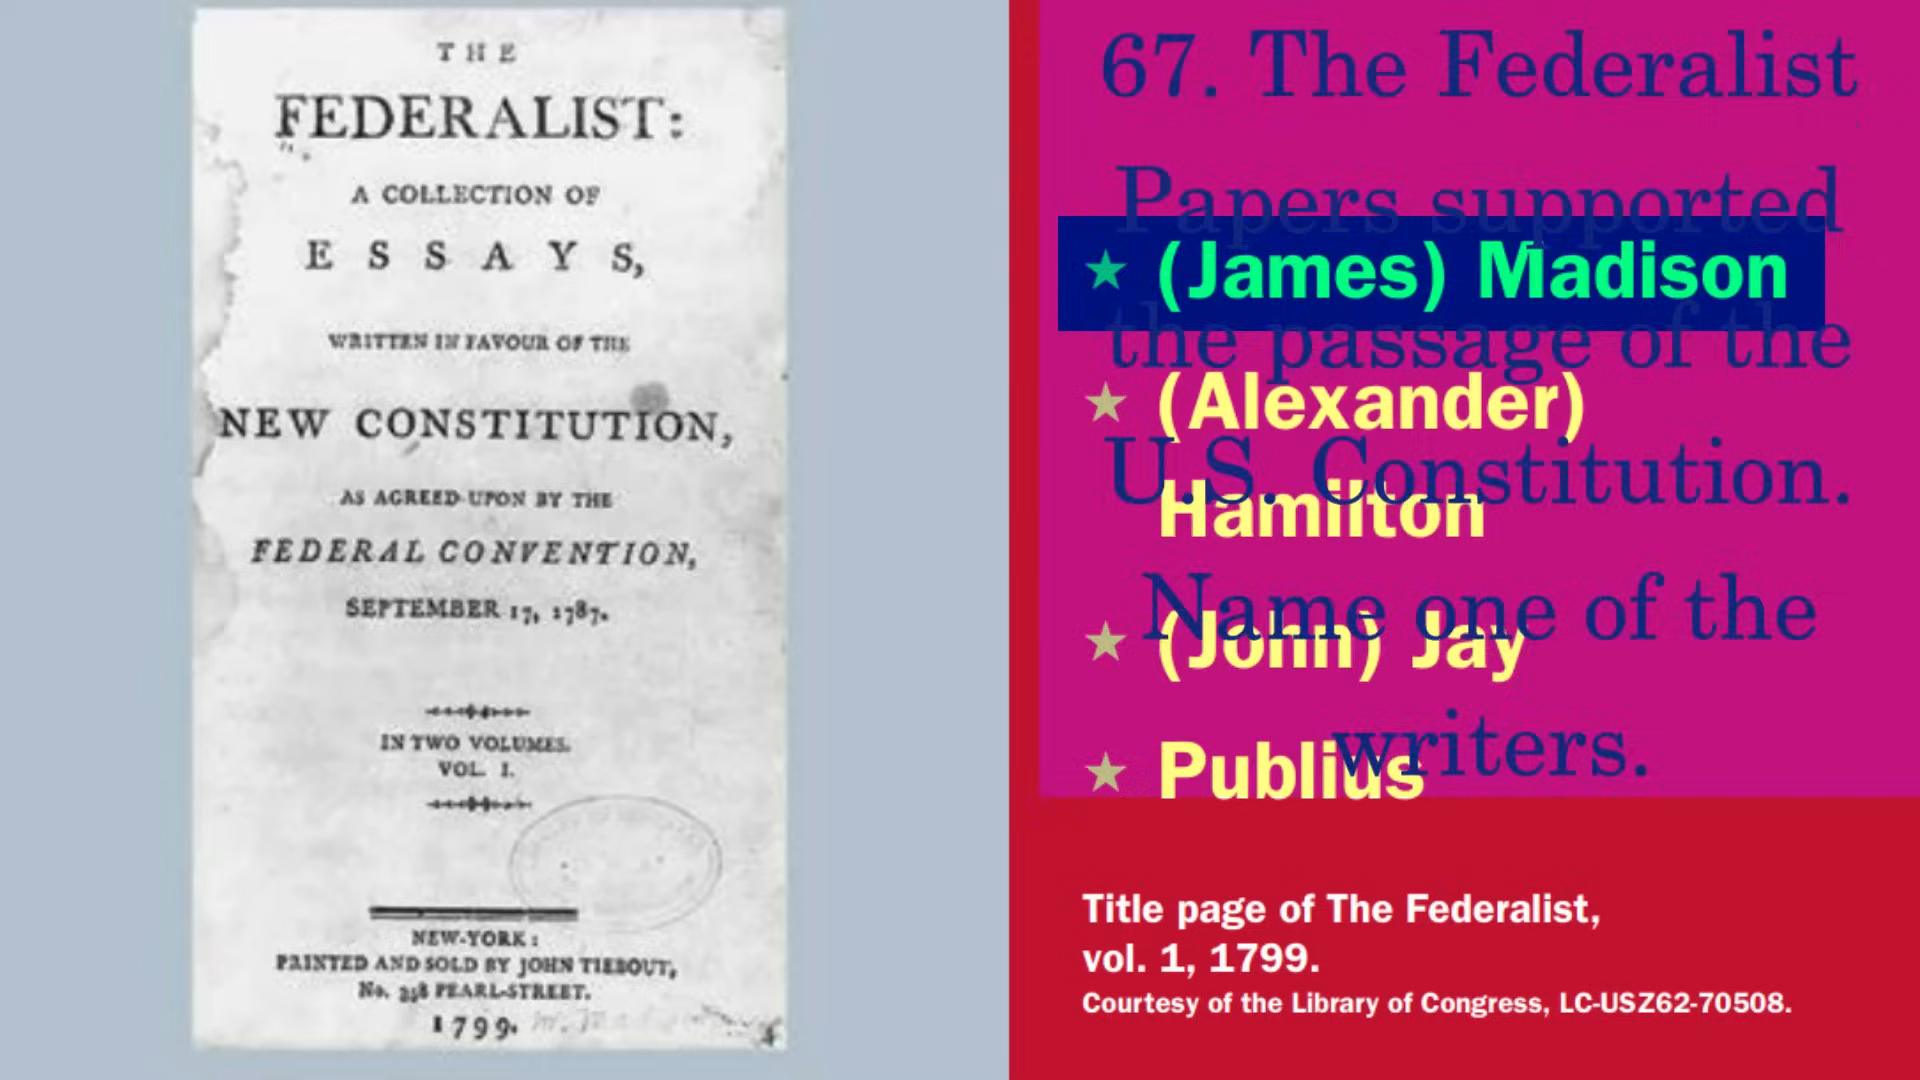 THE
FEDERALIST:
A COLLECTION OF
ESSAYS,
WRITTEN IN FAVOUR OF THE
NEW CONSTITUTION,
AS AGREED UPON BY THE
FEDERAL CONVENTION,
SEPTEMBER 17, 1787.
IN TWO VOLUMES.
VOL. I.
NEW-YORK:
PRINTED AND SOLD BY JOHN TIEBOUT,
No. 358 PEARL-STREET.
1799.
67. The Federalist
Papers supported
the passage of the
U.S. Constitution.
Name one of the
writers.
(James) Madison
(Alexander)
Hamilton
(John) Jay
Publius
Title page of The Federalist,
vol. 1, 1799.
Courtesy of the Library of Congress, LC-USZ62-70508.